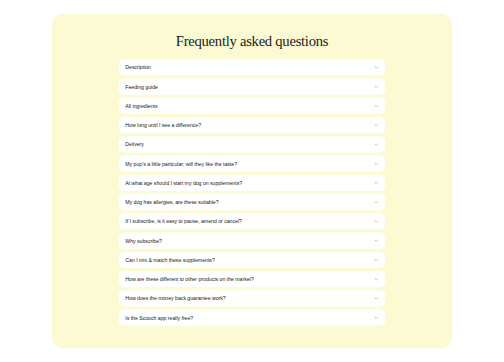 Frequently asked questions
Description
Feeding guide
All ingredients
How long until I see a difference?
Delivery
My pup's a little particular; will they like the taste?
At what age should I start my dog on supplements?
My dog has allergies, are these suitable?
If I subscribe, is it easy to pause, amend or cancel?
Why subscribe?
Can I mix & match these supplements?
How are these different to other products on the market?
How does the money back guarantee work?
Is the Scooch app really free?